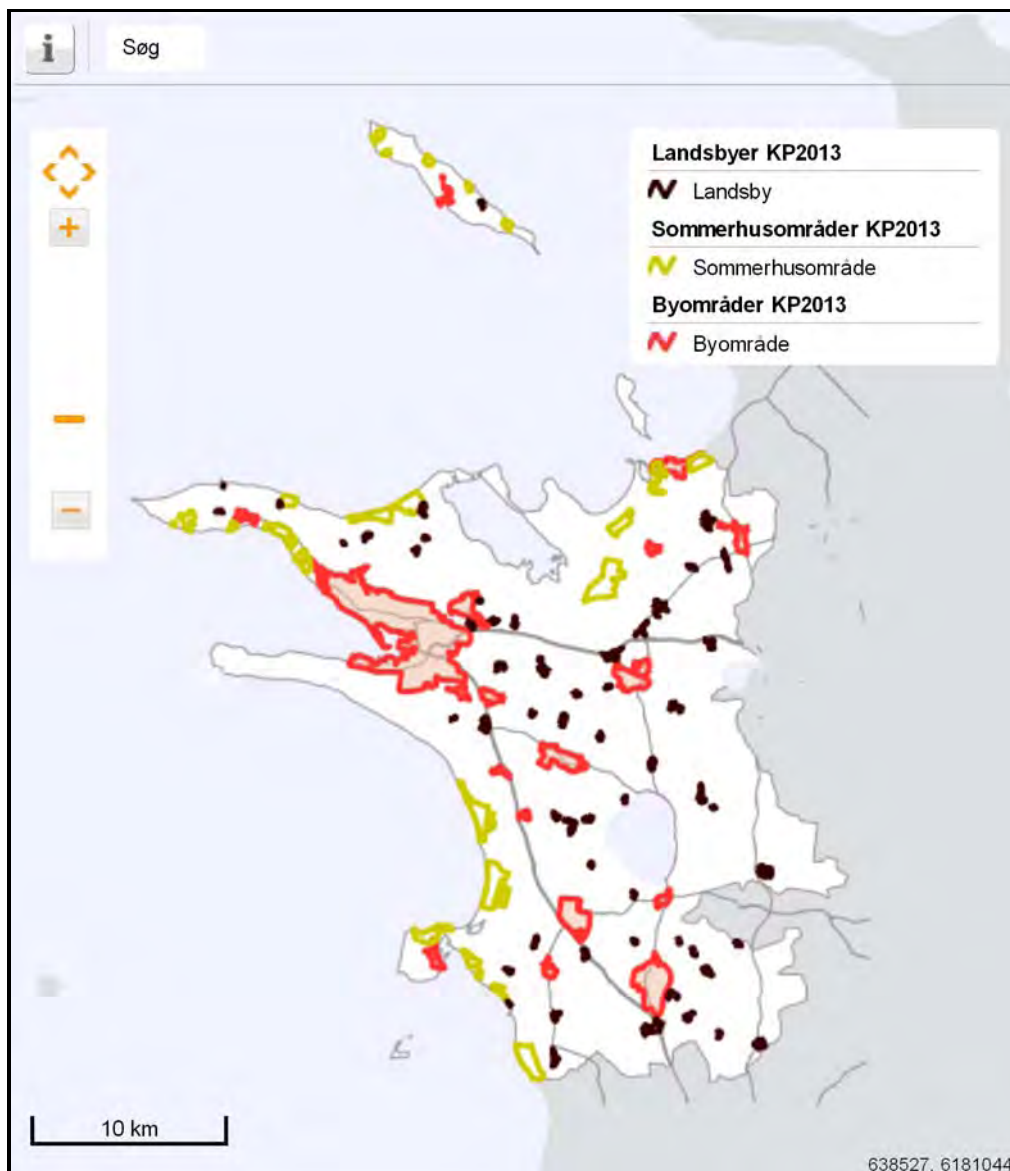 i
Søg
Landsbyer KP2013
Landsby
Sommerhusområder KP2013
Sommerhusområde
Byområder KP2013
Byområde
10 km
638527, 6181044